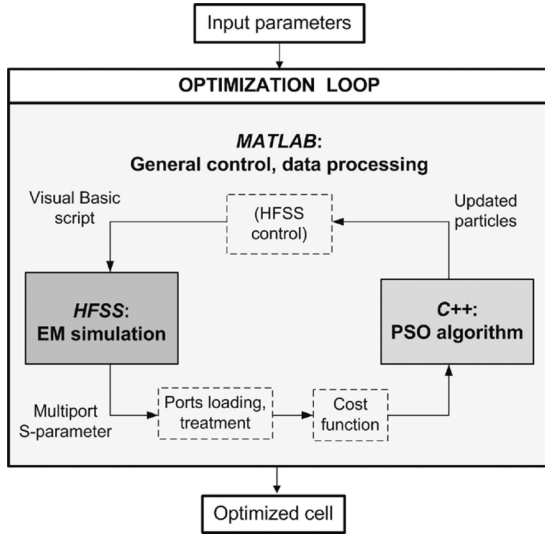 Input parameters
OPTIMIZATION LOOP
MATLAB:
General control, data processing
Visual Basic
script
(HFSS
control)
Updated
particles
HFSS:
EM simulation
C++:
PSO algorithm
Multiport
S-parameter
Ports loading,
treatment
Cost
function
Optimized cell